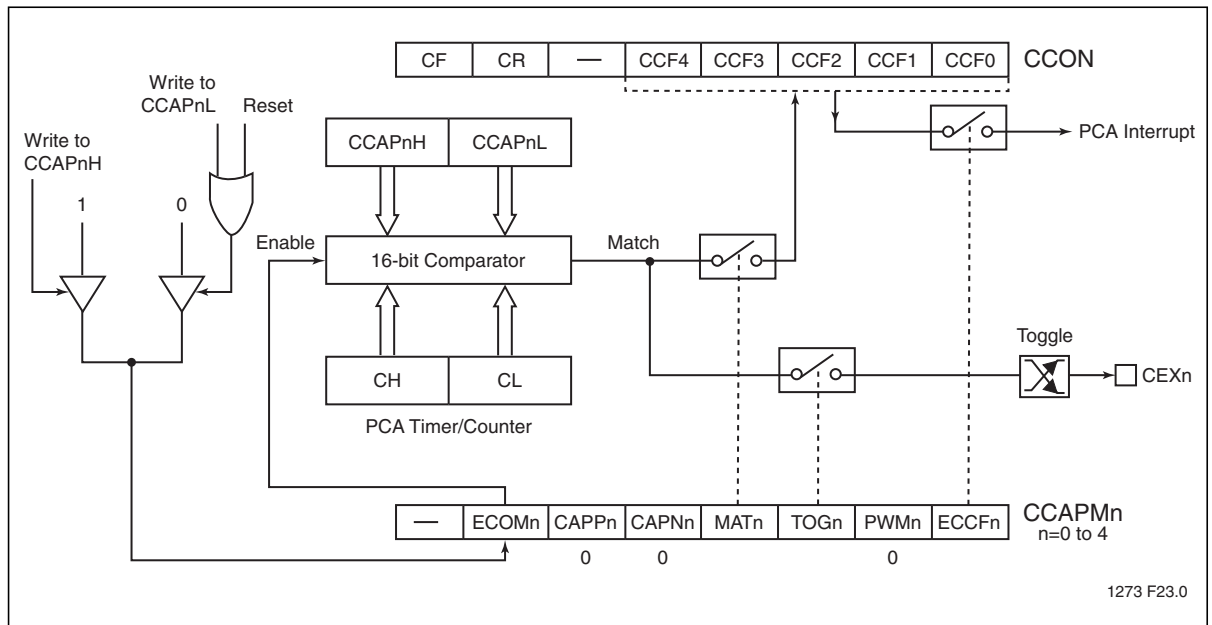 CF CR — CCF4 CCF3 CCF2 CCF1 CCF0 CCON
Write to
CCAPnL
Reset
Write to
CCAPnH
CCAPnH CCAPnL
PCA Interrupt
1 0
Enable
16-bit Comparator
Match
Toggle
CH CL
CEXn
PCA Timer/Counter
— ECOMn CAPPn CAPNn MATn TOGn PWMn ECCFn CCAPMn
n=0 to 4
0 0 0
1273 F23.0